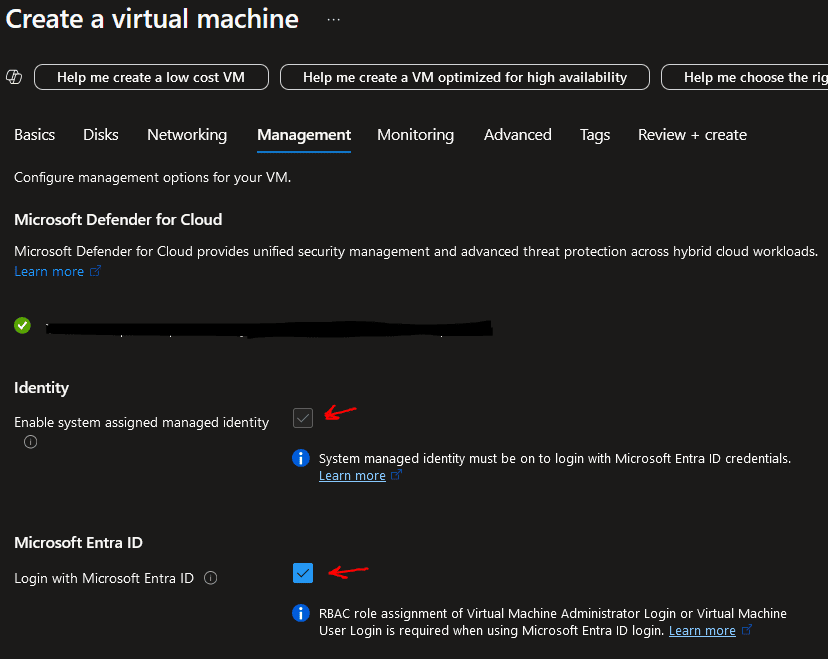 Create a virtual machine ...
Help me create a low cost VM
Help me create a VM optimized for high availability
Help me choose the rig
Basics Disks Networking Management Monitoring Advanced Tags Review + create
Configure management options for your VM.
Microsoft Defender for Cloud
Microsoft Defender for Cloud provides unified security management and advanced threat protection across hybrid cloud workloads.
Learn more
Identity
Enable system assigned managed identity
System managed identity must be on to login with Microsoft Entra ID credentials.
Learn more
Microsoft Entra ID
Login with Microsoft Entra ID
RBAC role assignment of Virtual Machine Administrator Login or Virtual Machine
User Login is required when using Microsoft Entra ID login. Learn more